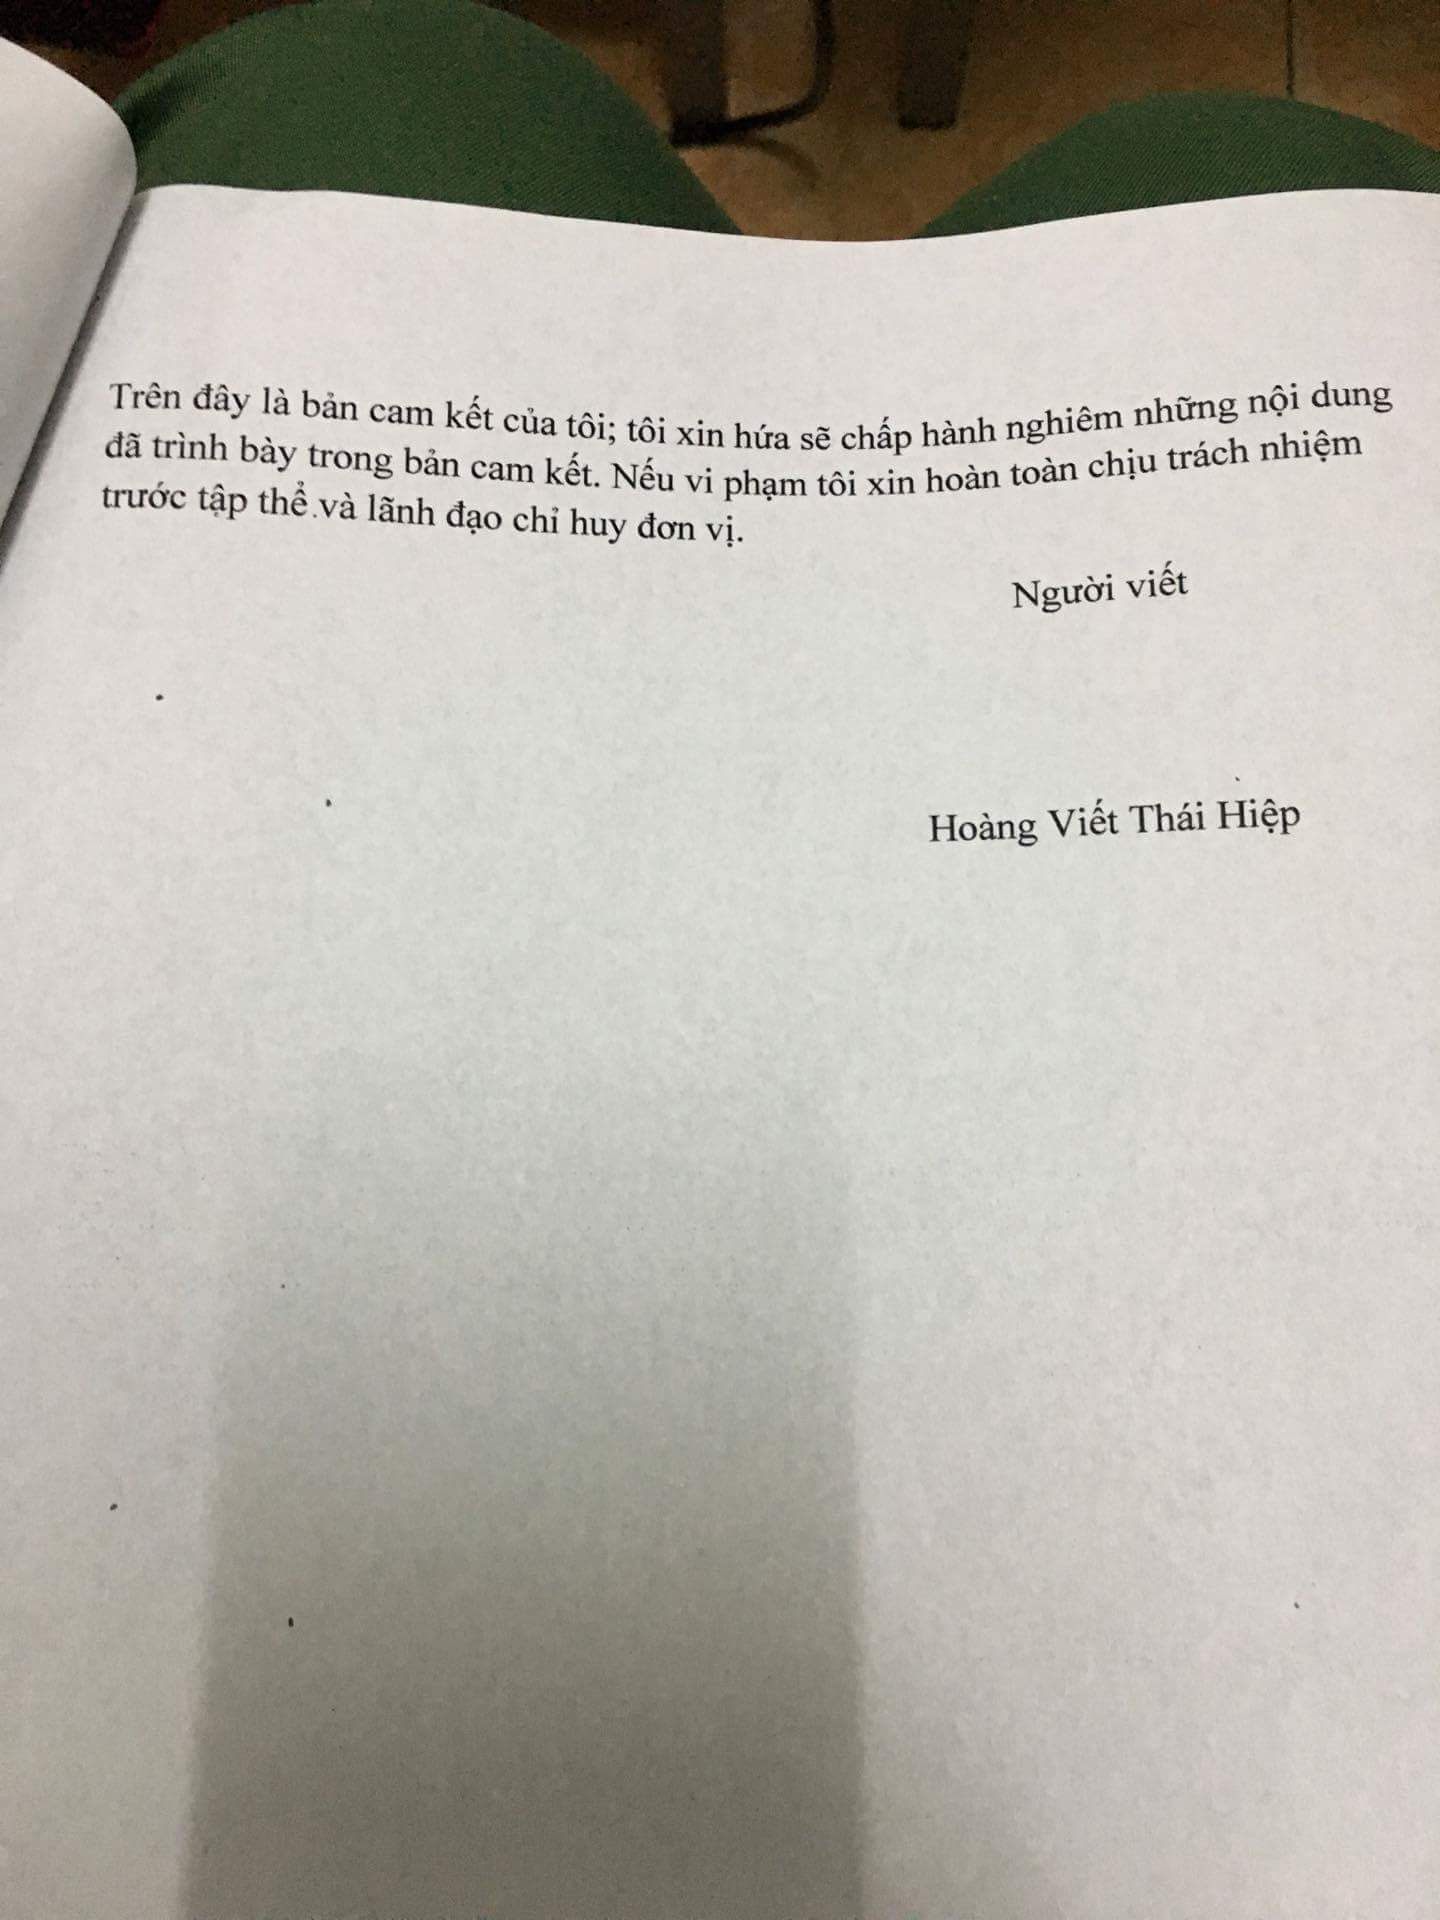 Trên đây là bản cam kết của tôi; tôi xin hứa sẽ chấp hành nghiêm những nội dung
đã trình bày trong bản cam kết. Nếu vi phạm tôi xin hoàn toàn chịu trách nhiệm
trước tập thể và lãnh đạo chỉ huy đơn vị.
Người viết
Hoàng Viết Thái Hiệp